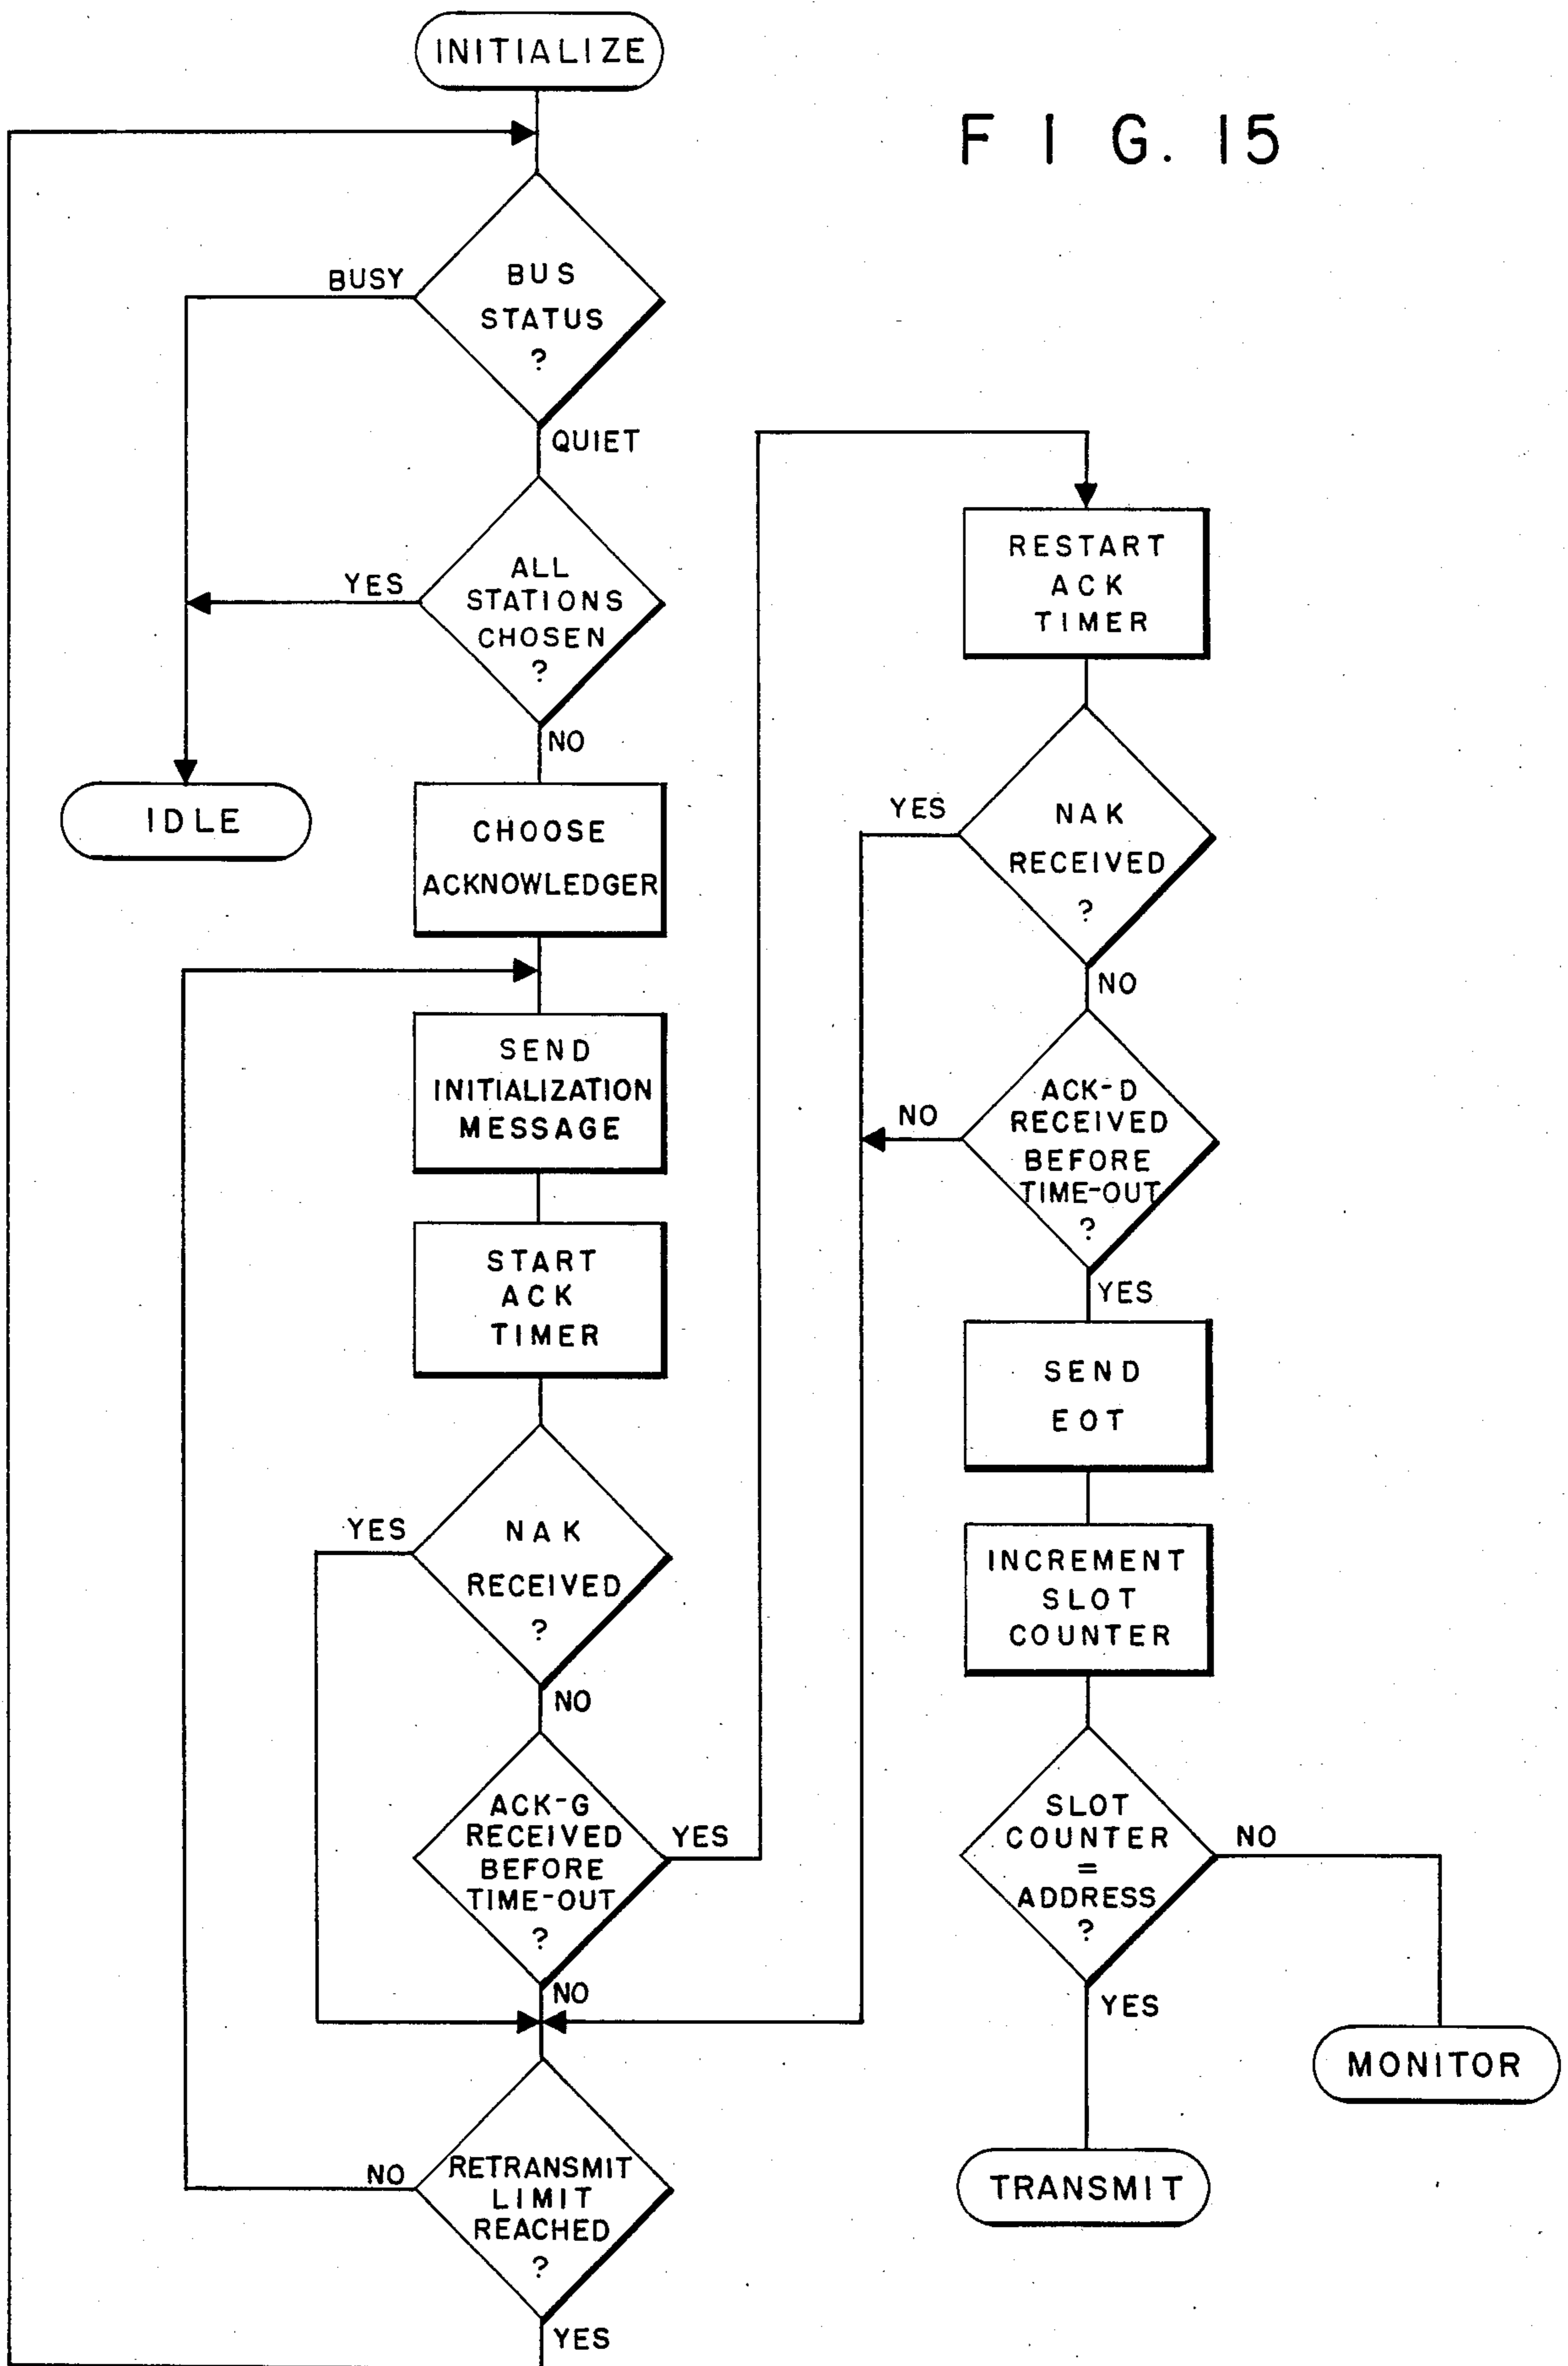 INITIALIZE
FIG. 15
BUSY
BUS
STATUS
?
QUIET
YES
ALL
STATIONS
CHOSEN
?
NO
IDLE
CHOOSE
ACKNOWLEDGER
SEND
INITIALIZATION
MESSAGE
START
ACK
TIMER
YES
NAK
RECEIVED
?
NO
ACK-G
RECEIVED
BEFORE
TIME-OUT
?
YES
NO
NO
RETRANSMIT
LIMIT
REACHED
?
YES
RESTART
ACK
TIMER
YES
NAK
RECEIVED
?
NO
NO
ACK-D
RECEIVED
BEFORE
TIME-OUT
?
YES
SEND
EOT
INCREMENT
SLOT
COUNTER
SLOT
COUNTER
=
ADDRESS
?
NO
YES
MONITOR
TRANSMIT